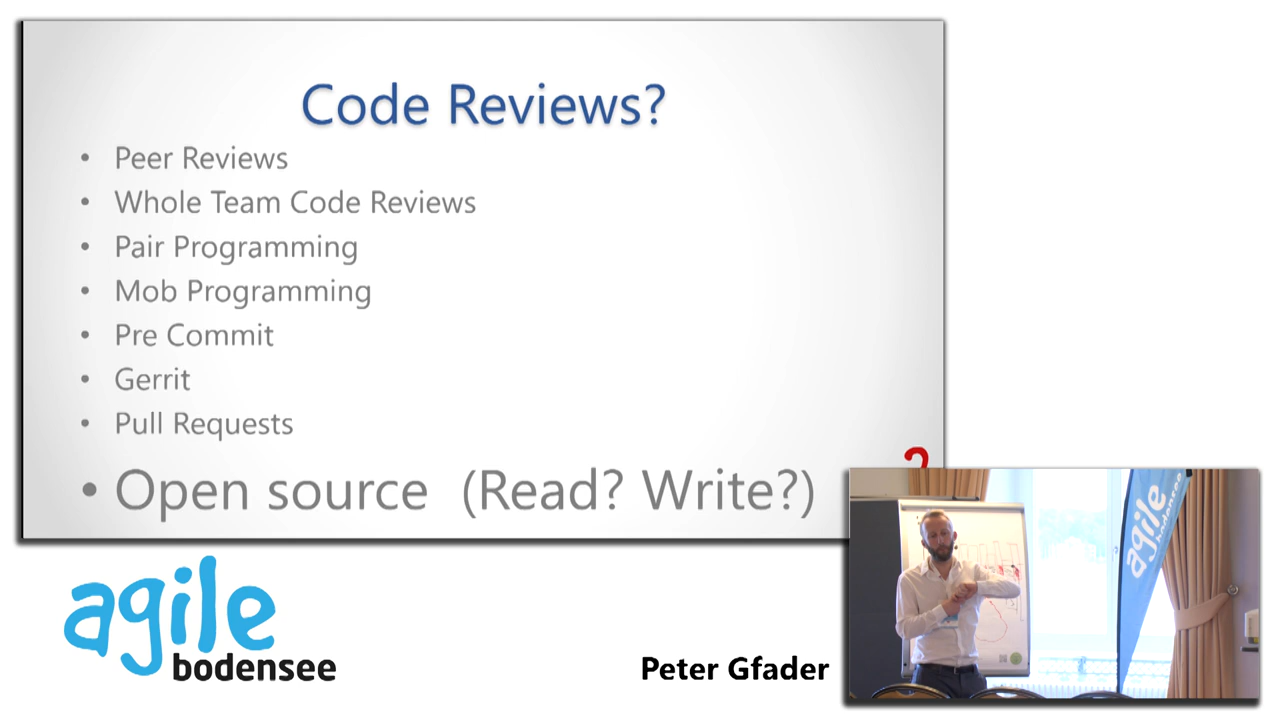 Code Reviews?
• Peer Reviews
• Whole Team Code Reviews
• Pair Programming
• Mob Programming
• Pre Commit
• Gerrit
• Pull Requests
• Open source (Read? Write?)
?
agile
bodensee
Peter Gfader
agile
bodensee